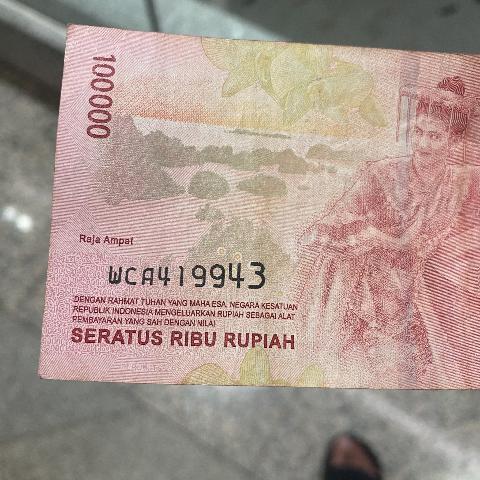 100000
Raja Ampat
WCA419943
DENGAN RAHMAT TUHAN YANG MAHA ESA, NEGARA KESATUAN
REPUBLIK INDONESIA MENGELUARKAN RUPIAH SEBAGAI ALAT
PEMBAYARAN YANG SAH DENGAN NILAI
SERATUS RIBU RUPIAH